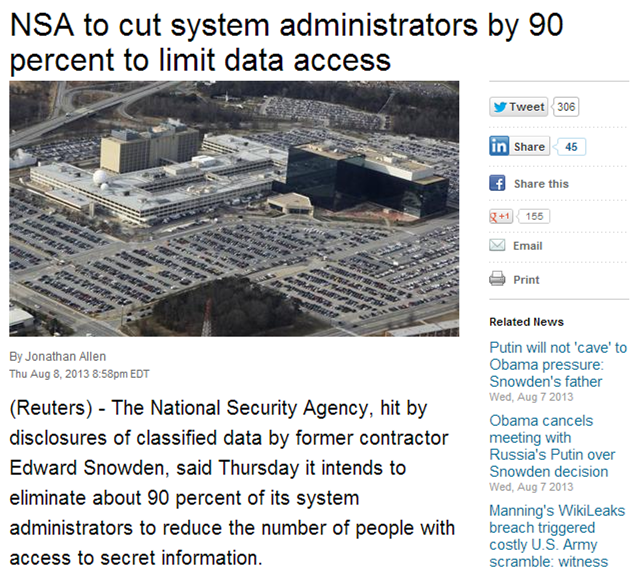 NSA to cut system administrators by 90
percent to limit data access
Tweet 306
in Share 45
f Share this
g+1 155
Email
Print
Related News
Putin will not 'cave' to
Obama pressure:
Snowden's father
Wed, Aug 7 2013
Obama cancels
meeting with
Russia's Putin over
Snowden decision
Wed, Aug 7 2013
Manning's WikiLeaks
breach triggered
costly U.S. Army
scramble: witness
By Jonathan Allen
Thu Aug 8, 2013 8:58pm EDT
(Reuters) - The National Security Agency, hit by
disclosures of classified data by former contractor
Edward Snowden, said Thursday it intends to
eliminate about 90 percent of its system
administrators to reduce the number of people with
access to secret information.